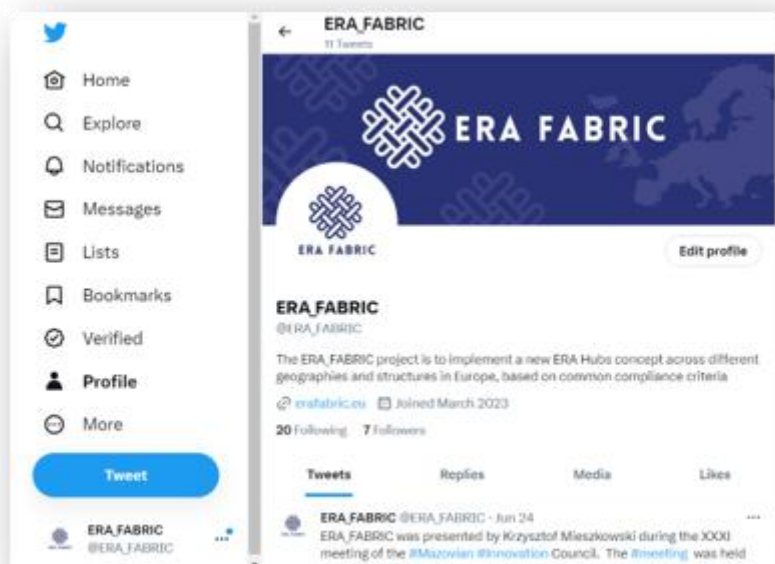 Home
Explore
Notifications
Messages
Lists
Bookmarks
Verified
Profile
More
Tweet
ERA_FABRIC
@ERA_FABRIC
ERA_FABRIC
11 Tweets
ERA FABRIC
ERA FABRIC
Edit profile
ERA_FABRIC
@ERA_FABRIC
The ERA_FABRIC project is to implement a new ERA Hubs concept across different
geographies and structures in Europe, based on common compliance criteria
erafabric.eu Joined March 2023
20 Following 7 Followers
Tweets Replies Media Likes
ERA_FABRIC @ERA_FABRIC · Jun 24
ERA_FABRIC was presented by Krzysztof Mieszkowski during the XXXI
meeting of the #Mazovian #Innovation Council. The #meeting was held